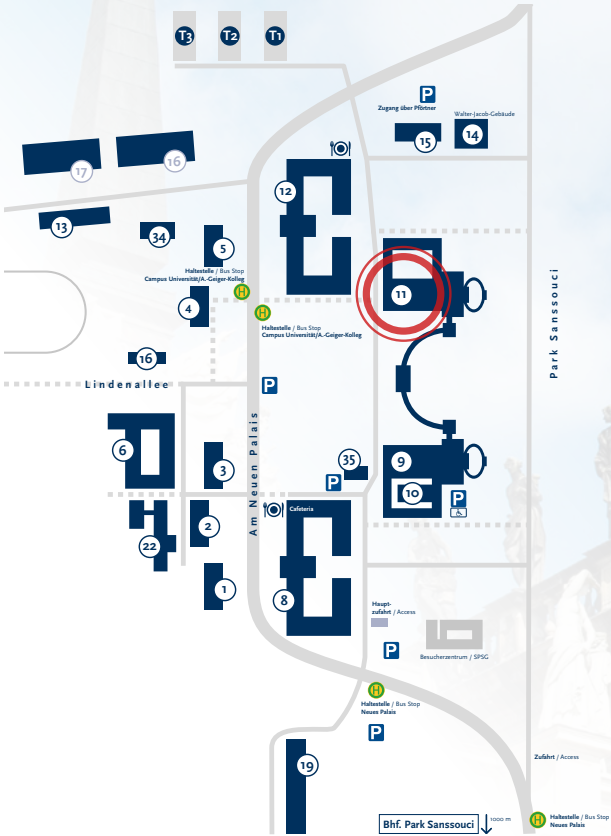 T3
T2
T1
P
Zugang über Pförtner
Walter-Jacob-Gebäude
15
14
17
16
12
13
34
5
Haltestelle / Bus Stop
Campus Universität/A.-Geiger-Kolleg
H
11
4
H
Haltestelle / Bus Stop
Campus Universität/A.-Geiger-Kolleg
Park Sanssouci
16
Lindenallee
P
Am Neuen Palais
6
3
35
9
P
10
P
Cafeteria
2
22
1
8
Haupt-
zufahrt / Access
P
Besucherzentrum / SPSG
H
Haltestelle / Bus Stop
Neues Palais
P
19
Zufahrt / Access
Bhf. Park Sanssouci
1000 m
H
Haltestelle / Bus Stop
Neues Palais